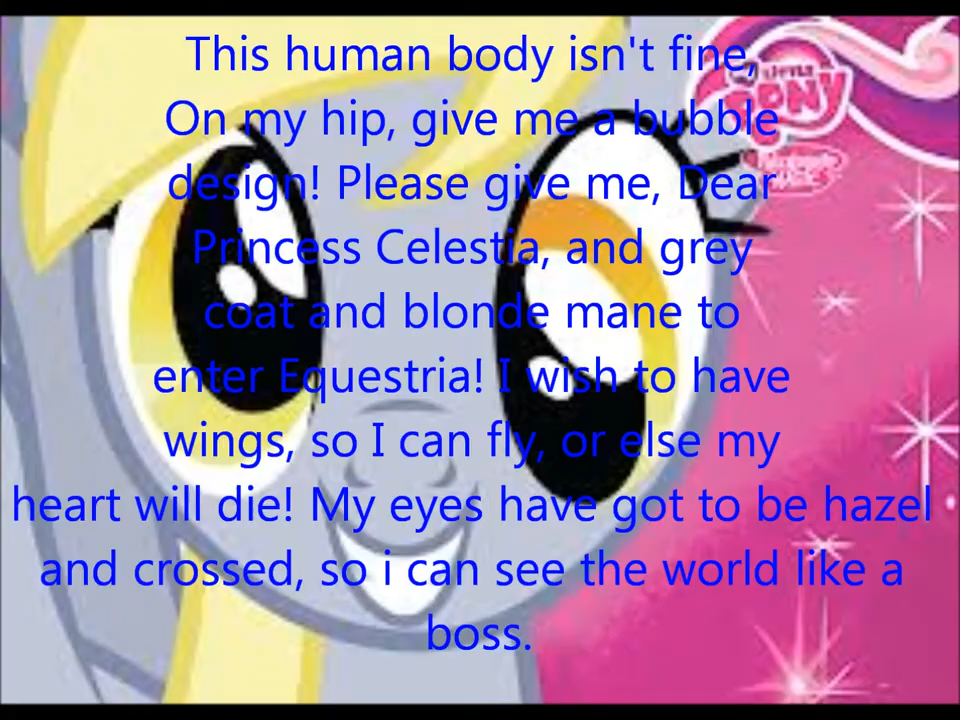 This human body isn't fine,
On my hip, give me a bubble
design! Please give me, Dear
Princess Celestia, and grey
coat and blonde mane to
enter Equestria! I wish to have
wings, so I can fly, or else my
heart will die! My eyes have got to be hazel
and crossed, so i can see the world like a
boss.
PONY